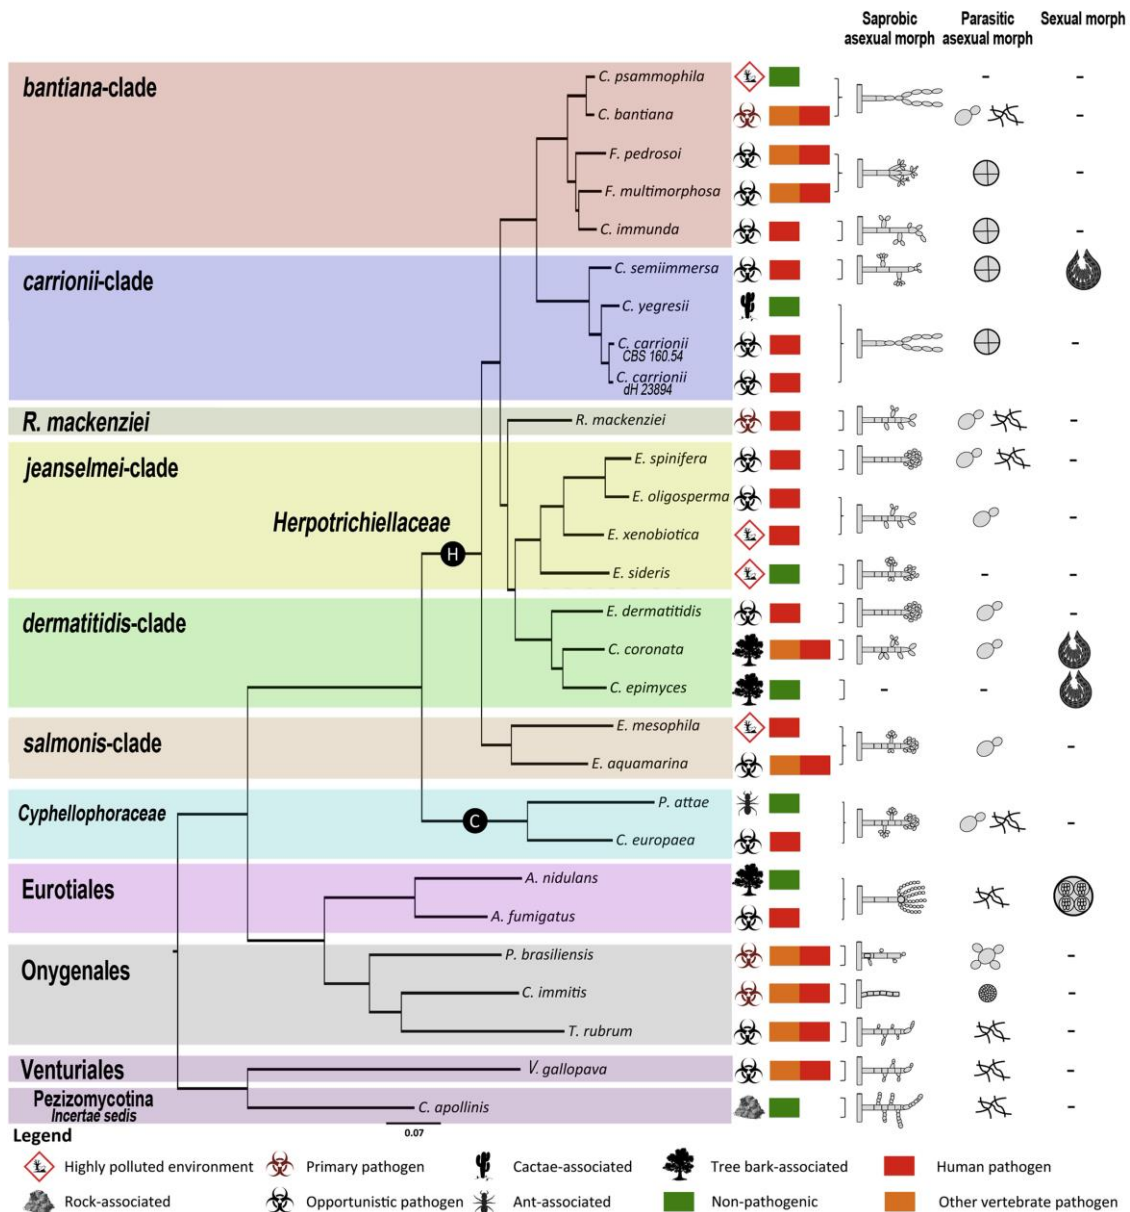 Saprobic asexual morph
Parasitic asexual morph
Sexual morph
bantiana-clade
C. psammophila
-
-
C. bantiana
-
F. pedrosoi
-
F. multimorphosa
C. immunda
-
carrionii-clade
C. semiimmersa
C. yegresii
C. carrionii
CBS 160.54
-
C. carrionii
dH 23894
R. mackenziei
R. mackenziei
-
jeanselmei-clade
E. spinifera
-
E. oligosperma
-
Herpotrichiellaceae
H
E. xenobiotica
E. sideris
-
-
dermatitidis-clade
E. dermatitidis
-
C. coronata
C. epimyces
-
-
salmonis-clade
E. mesophila
-
E. aquamarina
Cyphellophoraceae
C
P. attae
-
C. europaea
Eurotiales
A. nidulans
A. fumigatus
Onygenales
P. brasiliensis
-
C. immitis
-
T. rubrum
-
Venturiales
V. gallopava
-
Pezizomycotina
Incertae sedis
C. apollinis
-
0.07
Legend
Highly polluted environment
Primary pathogen
Cactae-associated
Tree bark-associated
Human pathogen
Rock-associated
Opportunistic pathogen
Ant-associated
Non-pathogenic
Other vertebrate pathogen